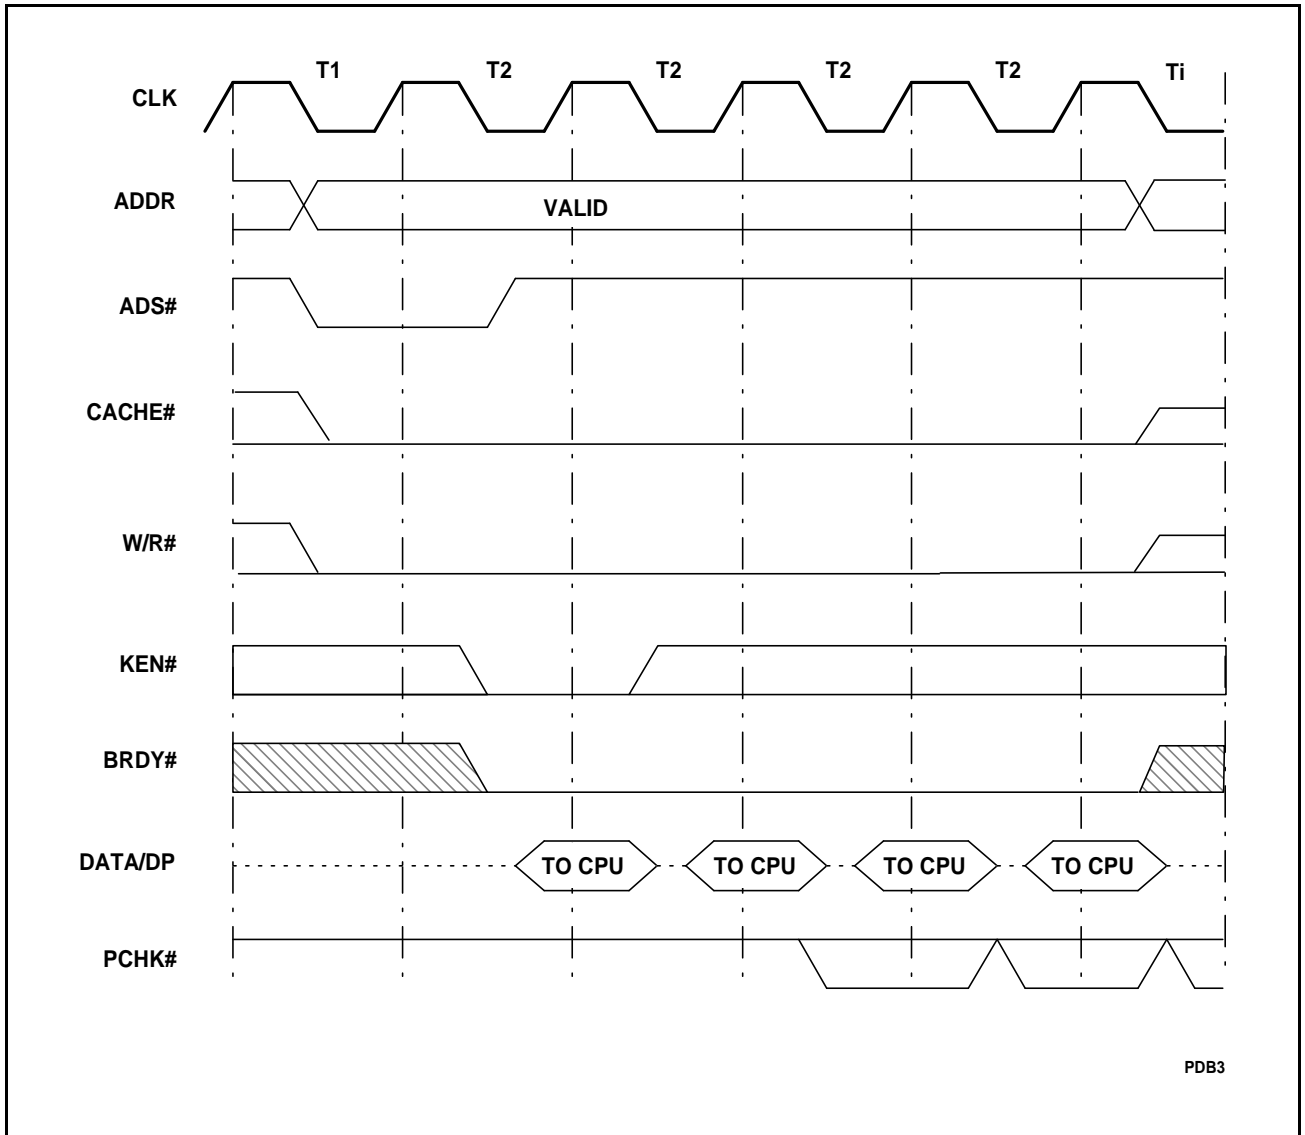 T1 T2 T2 T2 T2 Ti
CLK
ADDR
VALID
ADS#
CACHE#
W/R#
KEN#
BRDY#
DATA/DP TO CPU TO CPU TO CPU TO CPU
PCHK#
PDB3